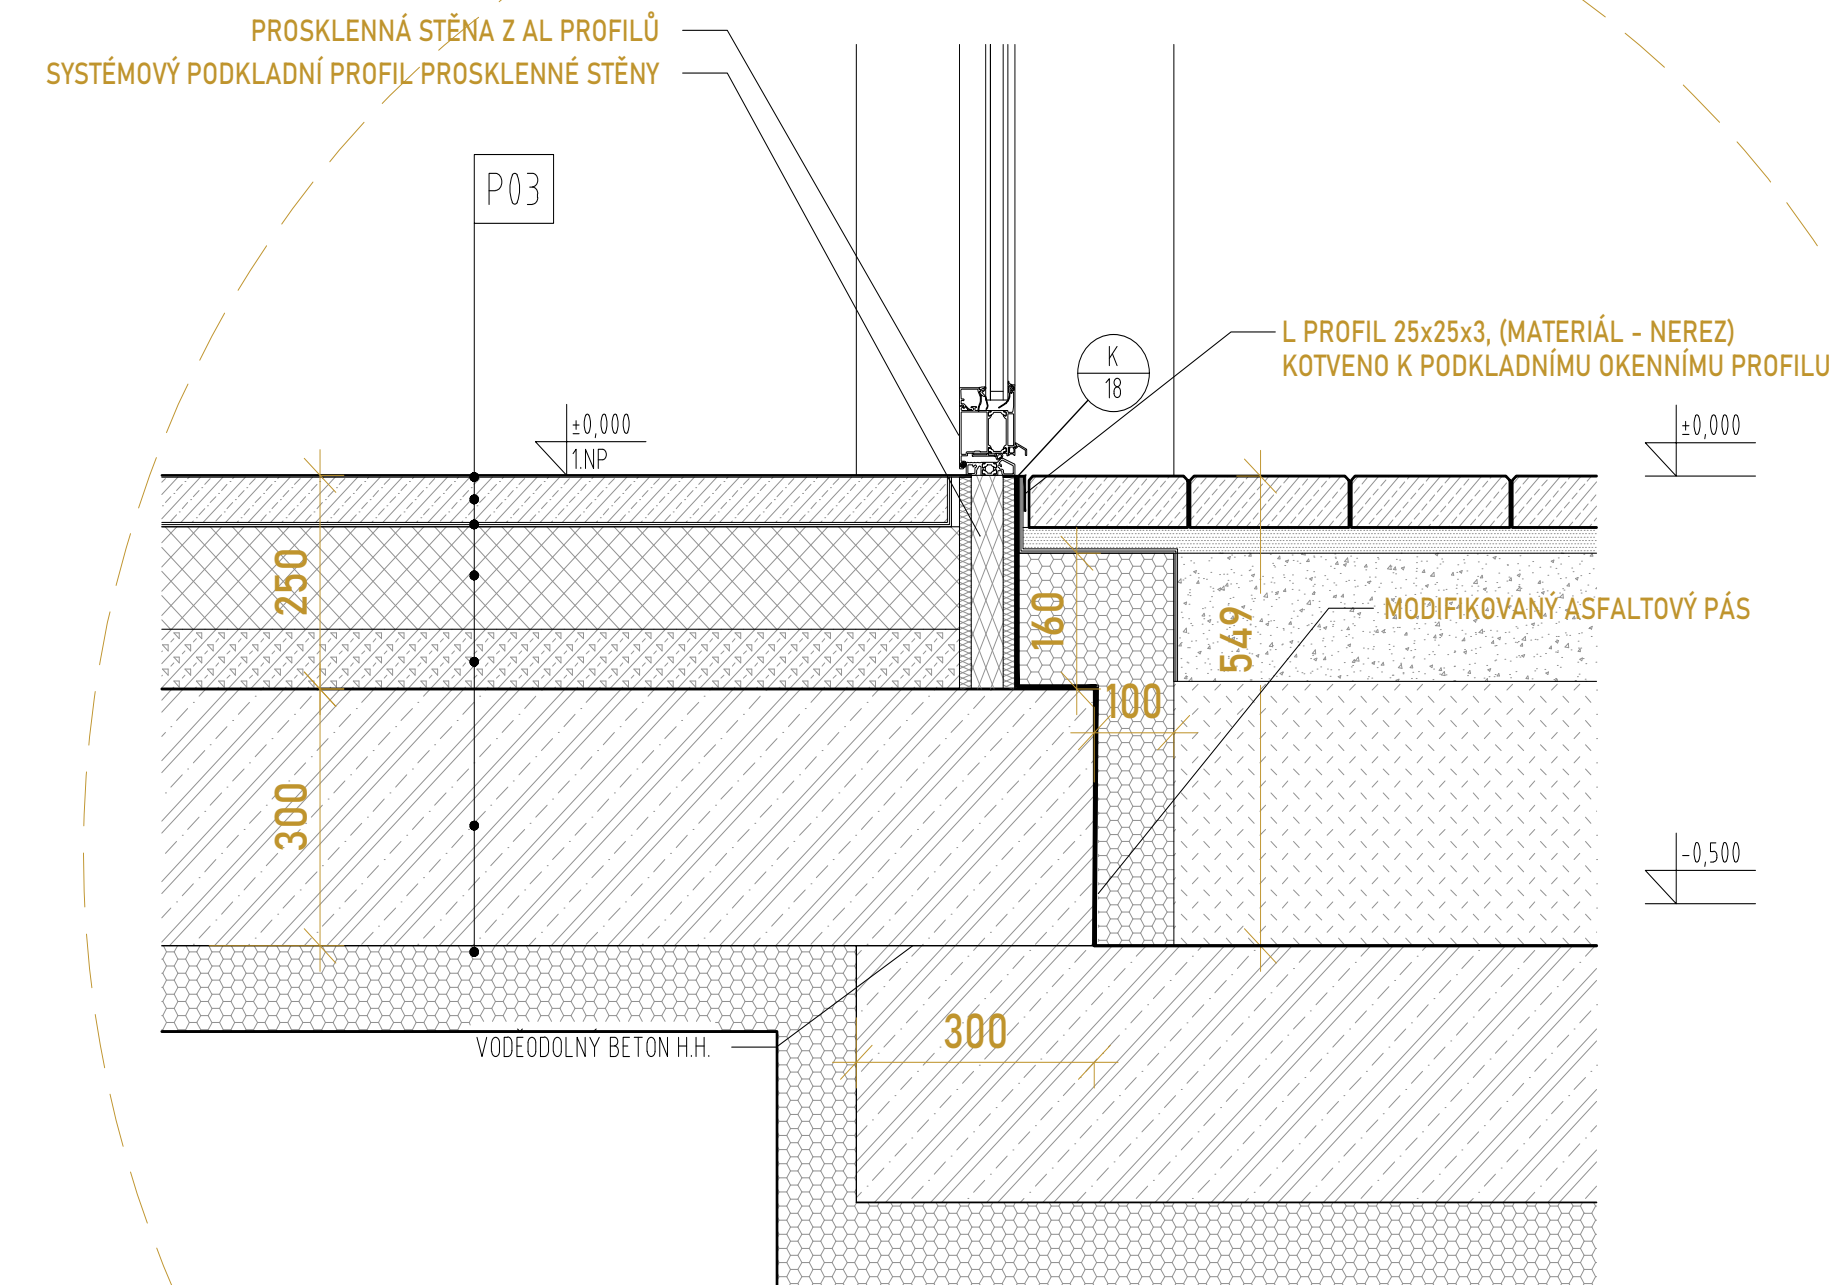 PROSKLENNÁ STĚNA Z AL PROFILŮ
SYSTÉMOVÝ PODKLADNÍ PROFIL PROSKLENNÉ STĚNY
P03
L PROFIL 25x25x3, (MATERIÁL - NEREZ)
KOTVENO K PODKLADNÍMU OKENNÍMU PROFILU
K
18
±0,000
1.NP
±0,000
250
160
549
MODIFIKOVANÝ ASFALTOVÝ PÁS
100
300
-0,500
300
VODĚODOLNÝ BETON H.H.